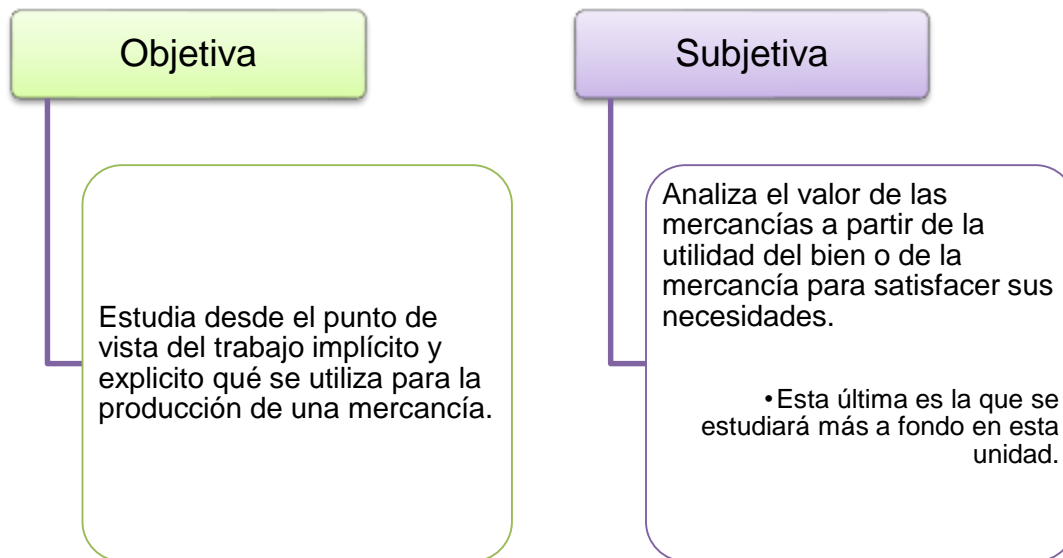 Objetiva
Estudia desde el punto de
vista del trabajo implícito y
explicito qué se utiliza para la
producción de una mercancía.
Subjetiva
Analiza el valor de las
mercancías a partir de la
utilidad del bien o de la
mercancía para satisfacer sus
necesidades.
•Esta última es la que se
estudiará más a fondo en esta
unidad.